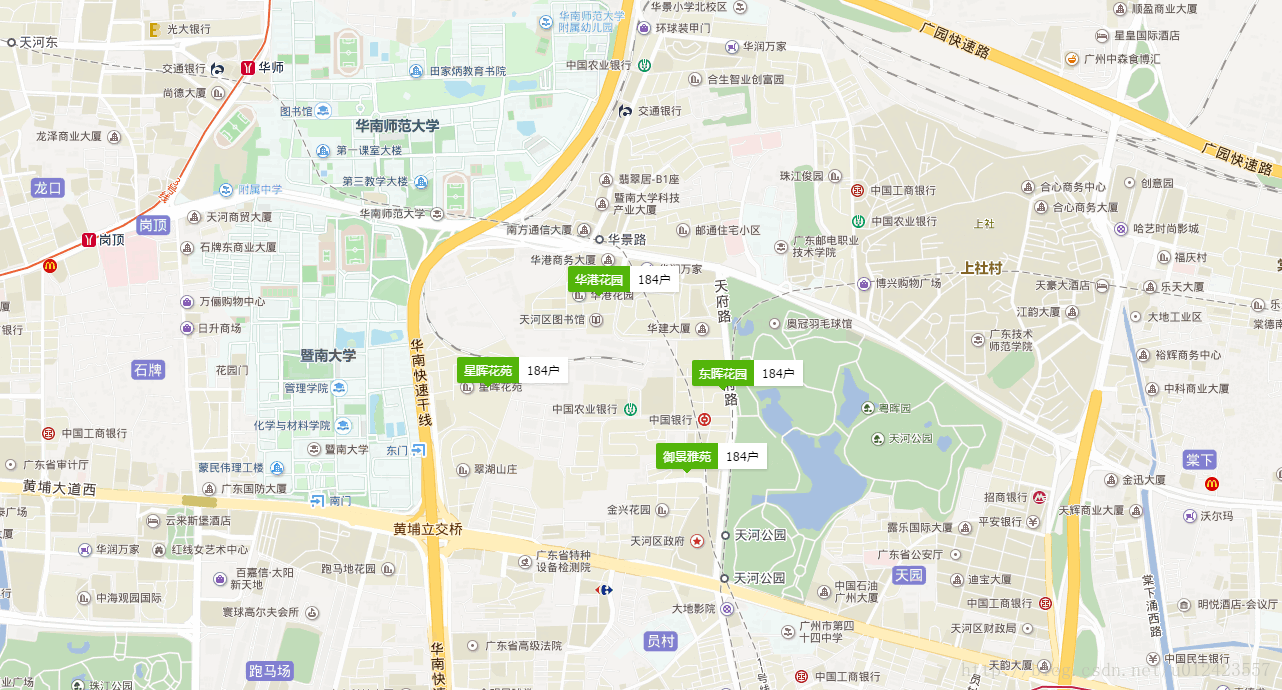 华景小学北校区
顺盈商业大厦
华南师范大学
附属幼儿园
光大银行
环球装甲门
广园快速路
星皇国际酒店
天河东
华润万家
广州中森食博汇
交通银行
华师
田家炳教育书院
中国农业银行
合生智业创富园
尚德大厦
图书馆
交通银行
华南师范大学
龙泽商业大厦
第一课室大楼
广园快速路
3号线
第三教学大楼
翡翠居-B1座
珠江俊园
中国工商银行
合心商务中心
创意园
龙口
附属中学
暨南大学科技
产业大厦
合心商务大厦
天河商贸大厦
华南师范大学
中国农业银行
上社
岗顶
南方通信大厦
邮通住宅小区
哈艺时尚影城
岗顶
石牌东商业大厦
华景路
广东邮电职业
技术学院
华港商务大厦
华润万家
上社村
福庆村
华港花园
184户
天府路
博兴购物广场
天豪大酒店
乐天大厦
万俪购物中心
华港花园
天河区图书馆
奥冠羽毛球馆
江韵大厦
大地工业区
日升商场
华建大厦
广东技术
师范学院
暨南大学
华南快速干线
裕辉商务中心
石牌
花园门
星晖花苑
184户
东晖花园
184户
管理学院
星晖花苑
府路
中科商业大厦
中国农业银行
中国银行
粤晖园
化学与材料学院
天河公园
中国工商银行
暨南大学
东门
御景雅苑
184户
广东省审计厅
蒙民伟理工楼
翠湖山庄
棠下
黄埔大道西
广东国防大厦
南门
金兴花园
招商银行
金迅大厦
云来斯堡酒店
黄埔立交桥
露乐国际大厦
平安银行
天辉商业大厦
沃尔玛
华润万家
红线女艺术中心
天河区政府
天河公园
广东省公安厅
百嘉信·太阳
新天地
跑马地花园
广东省特种
设备检测院
天河公园
天园
迪宝大厦
中海观园国际
中国石油
广州大厦
棠下涌西路
寰球高尔夫会所
大地影院
中国工商银行
明悦酒店-会议厅
广东省高级法院
员村
广州市第四
十四中学
天河区财政局
华南快速
跑马场
珠江公园
中国工商银行
天韵大厦
中国民生银行
http://blog.csdn.net/u012123557